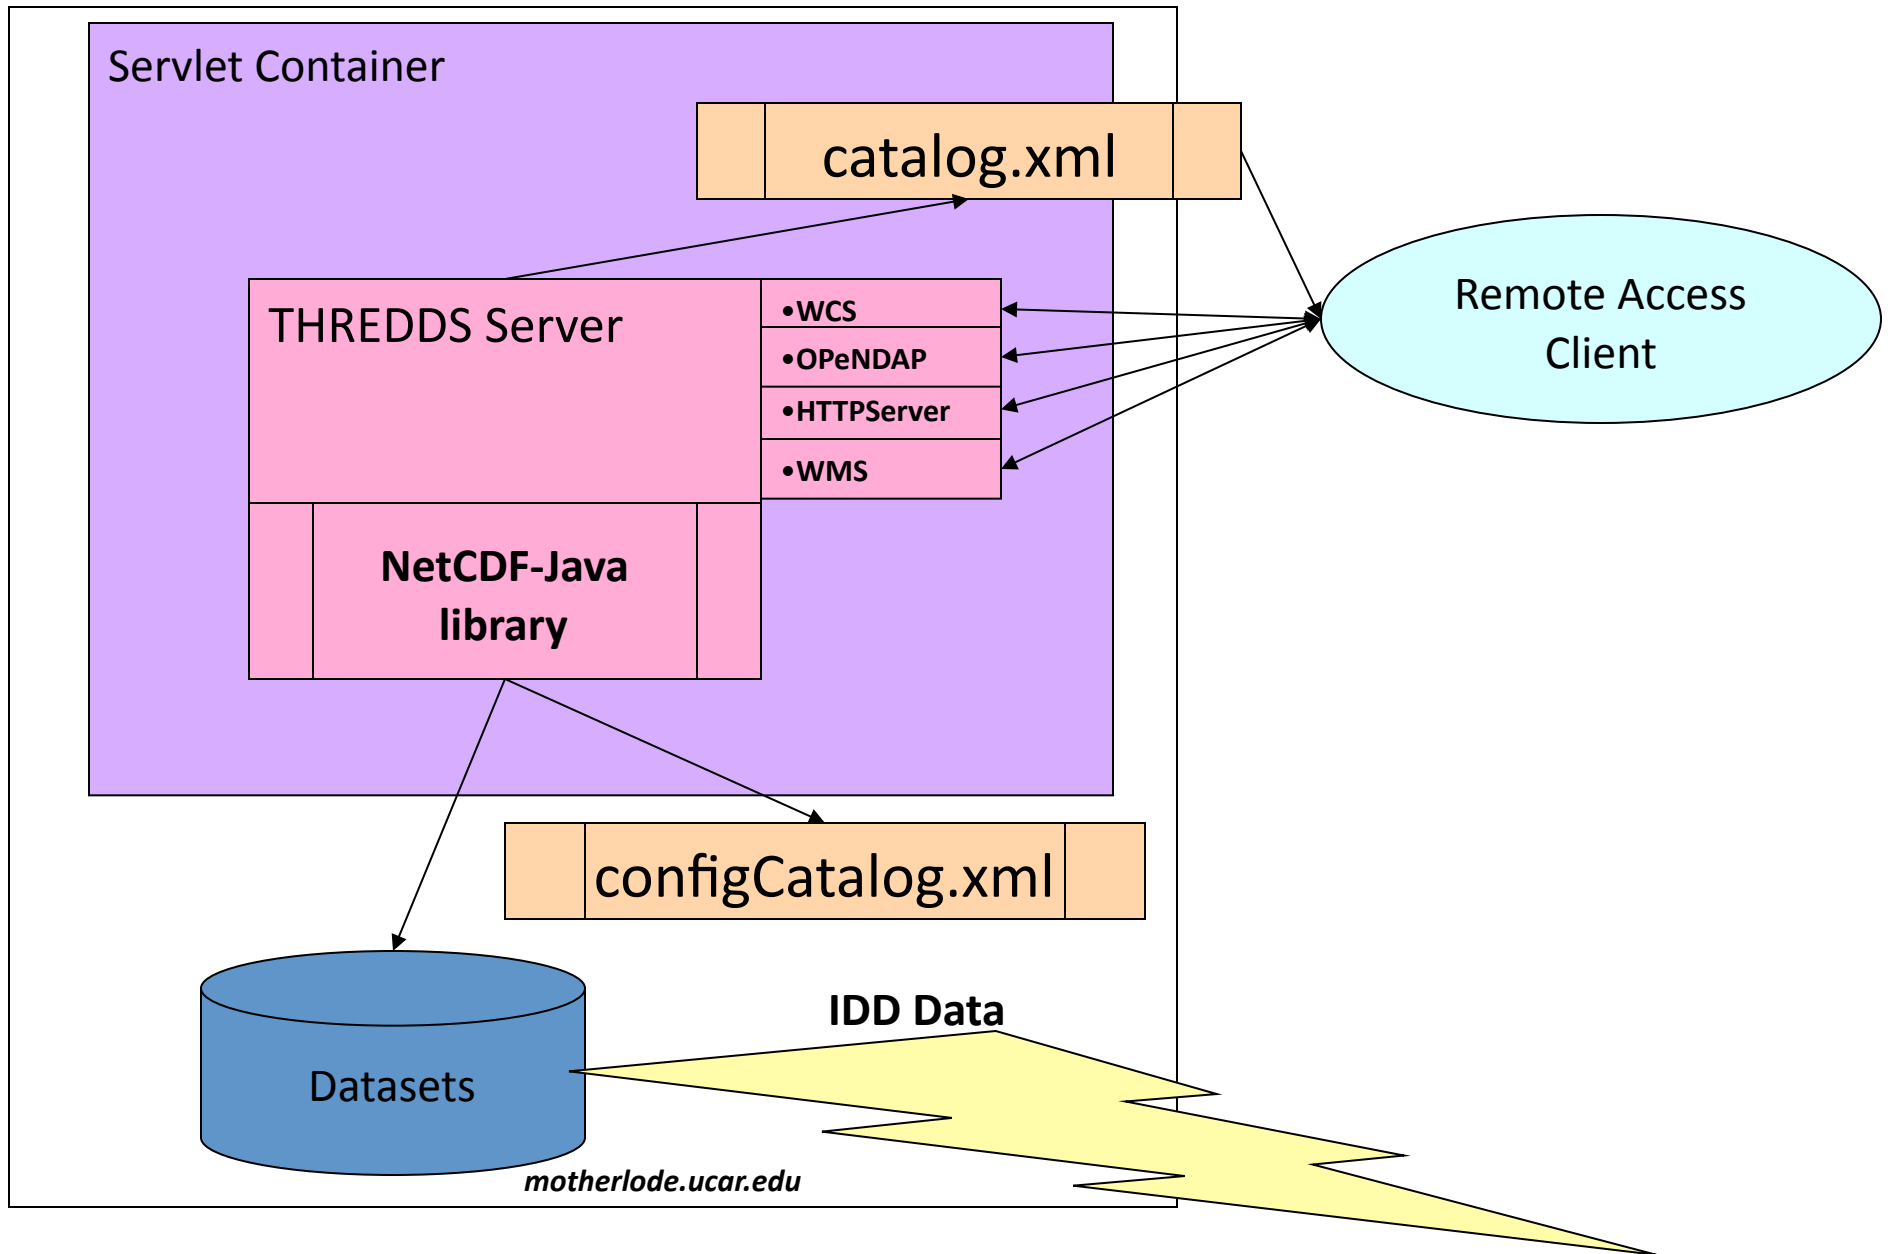 Servlet Container
catalog.xml
THREDDS Server
•WCS
•OPeNDAP
•HTTPServer
•WMS
Remote Access
Client
NetCDF-Java
library
configCatalog.xml
IDD Data
Datasets
motherlode.ucar.edu